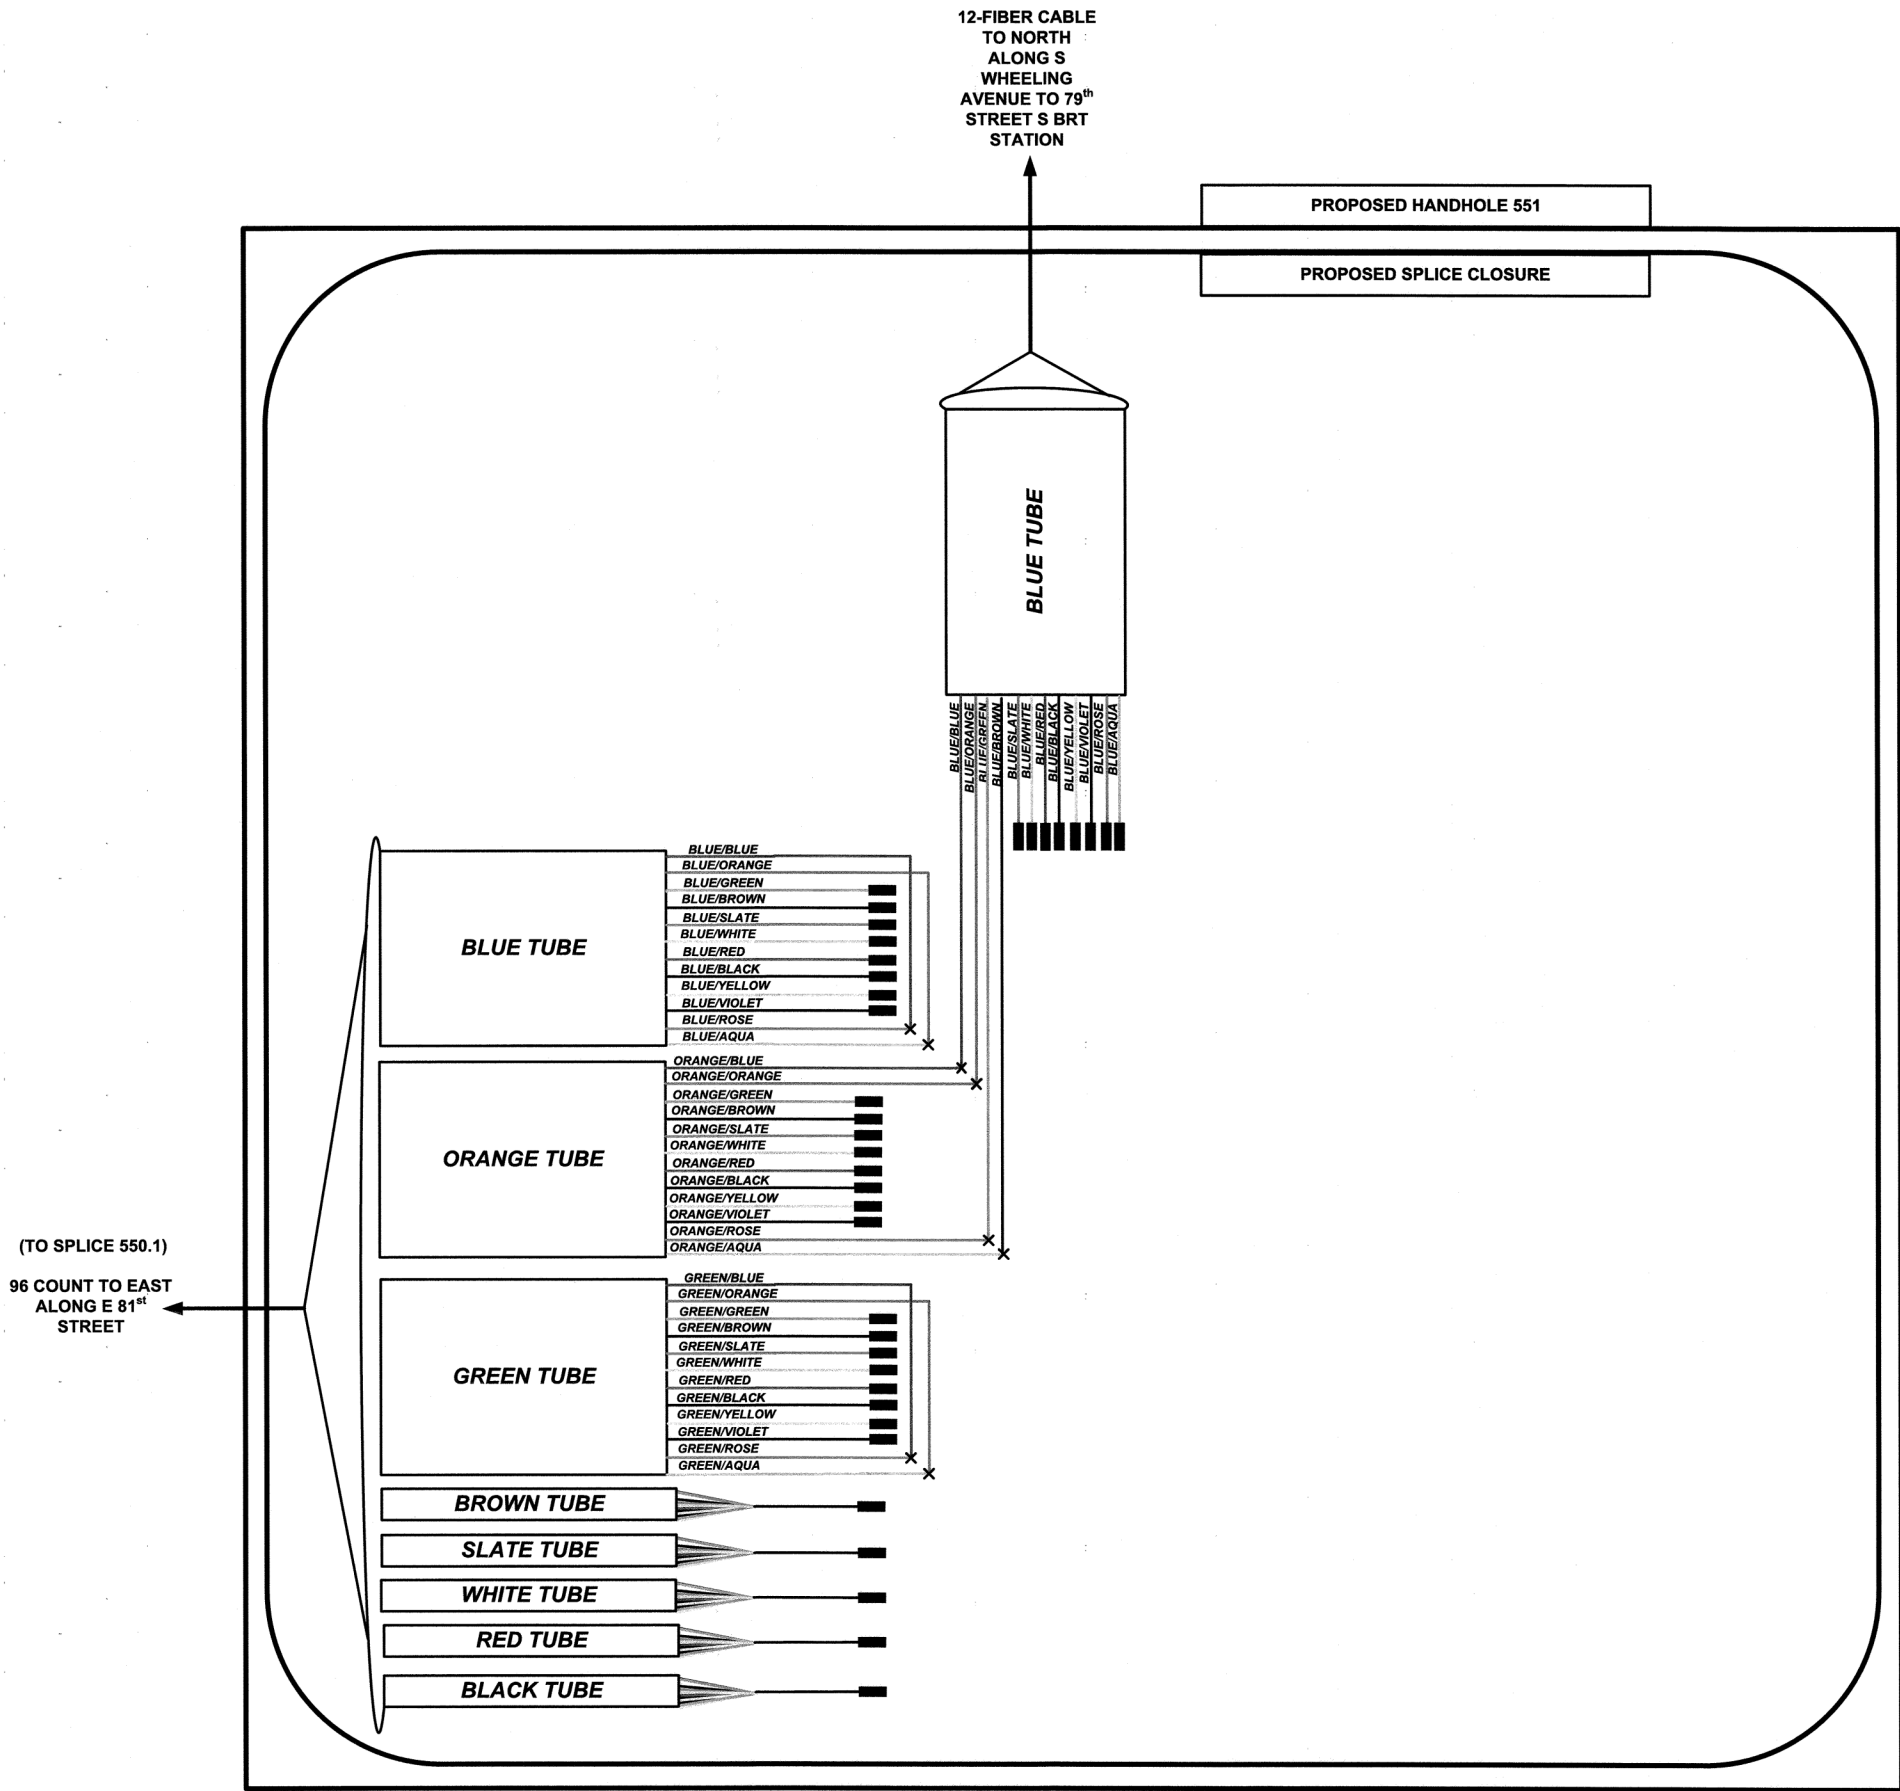 12-FIBER CABLE
TO NORTH
ALONG S
WHEELING
AVENUE TO 79th
STREET S BRT
STATION
PROPOSED HANDHOLE 551
PROPOSED SPLICE CLOSURE
BLUE TUBE
BLUE/BLUE
BLUE/ORANGE
BLUE/GREEN
BLUE/BROWN
BLUE/SLATE
BLUE/WHITE
BLUE/RED
BLUE/BLACK
BLUE/YELLOW
BLUE/VIOLET
BLUE/ROSE
BLUE/AQUA
BLUE TUBE
BLUE/BLUE
BLUE/ORANGE
BLUE/GREEN
BLUE/BROWN
BLUE/SLATE
BLUE/WHITE
BLUE/RED
BLUE/BLACK
BLUE/YELLOW
BLUE/VIOLET
BLUE/ROSE
BLUE/AQUA
ORANGE TUBE
ORANGE/BLUE
ORANGE/ORANGE
ORANGE/GREEN
ORANGE/BROWN
ORANGE/SLATE
ORANGE/WHITE
ORANGE/RED
ORANGE/BLACK
ORANGE/YELLOW
ORANGE/VIOLET
ORANGE/ROSE
ORANGE/AQUA
(TO SPLICE 550.1)
96 COUNT TO EAST
ALONG E 81st
STREET
GREEN TUBE
GREEN/BLUE
GREEN/ORANGE
GREEN/GREEN
GREEN/BROWN
GREEN/SLATE
GREEN/WHITE
GREEN/RED
GREEN/BLACK
GREEN/YELLOW
GREEN/VIOLET
GREEN/ROSE
GREEN/AQUA
BROWN TUBE
SLATE TUBE
WHITE TUBE
RED TUBE
BLACK TUBE